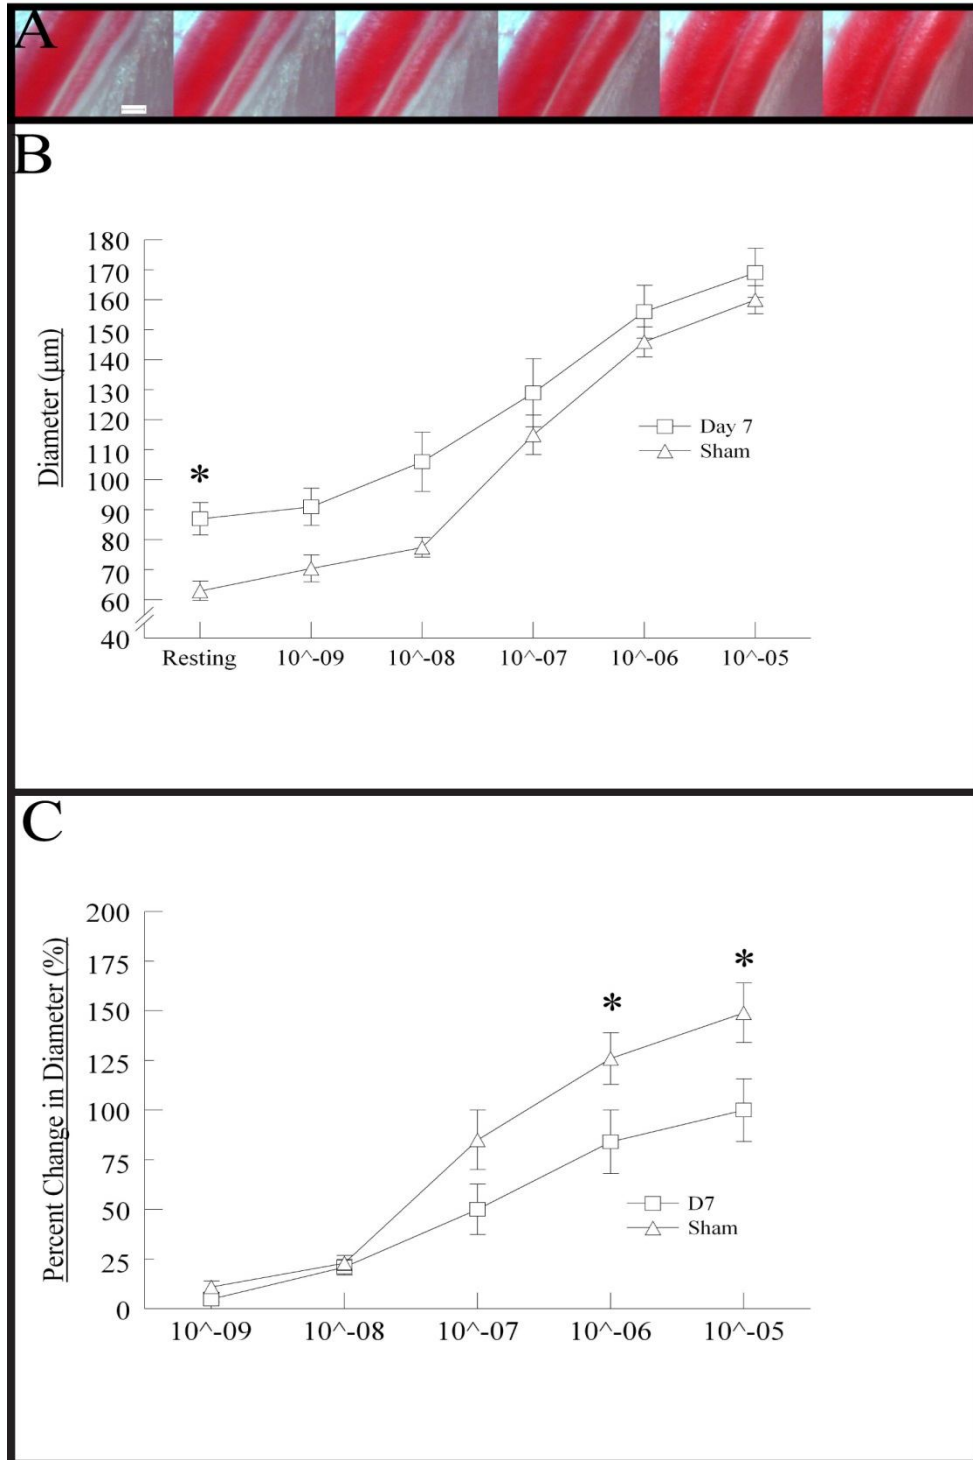 A
B
180
170
160
150
140
130
120
110
100
90
80
70
60
40
Diameter (µm)
*
Day 7
Sham
Resting 10^-09 10^-08 10^-07 10^-06 10^-05
C
200
175
150
125
100
75
50
25
0
Percent Change in Diameter (%)
* *
D7
Sham
10^-09 10^-08 10^-07 10^-06 10^-05